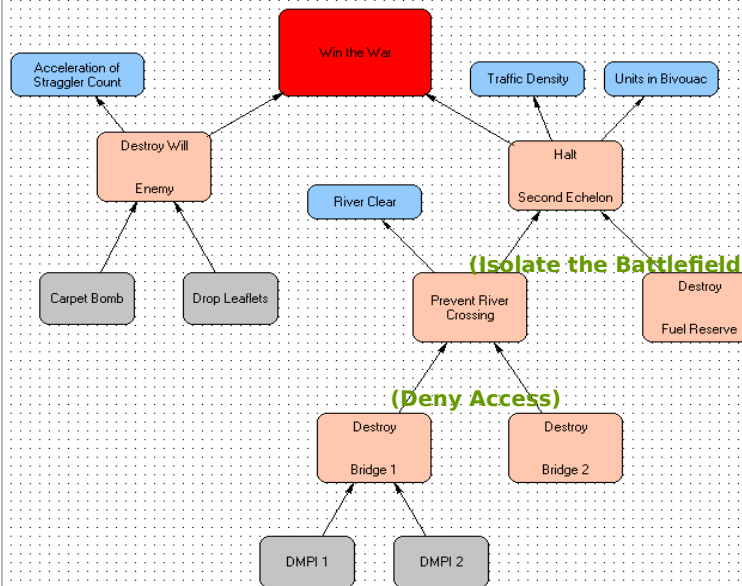 Win the War
Acceleration of
Straggler Count
Traffic Density
Units in Bivouac
Destroy Will
Enemy
Halt
Second Echelon
River Clear
(Isolate the Battlefield
Carpet Bomb
Drop Leaflets
Prevent River
Crossing
Destroy
Fuel Reserve
(Deny Access)
Destroy
Bridge 1
Destroy
Bridge 2
DMPI 1
DMPI 2